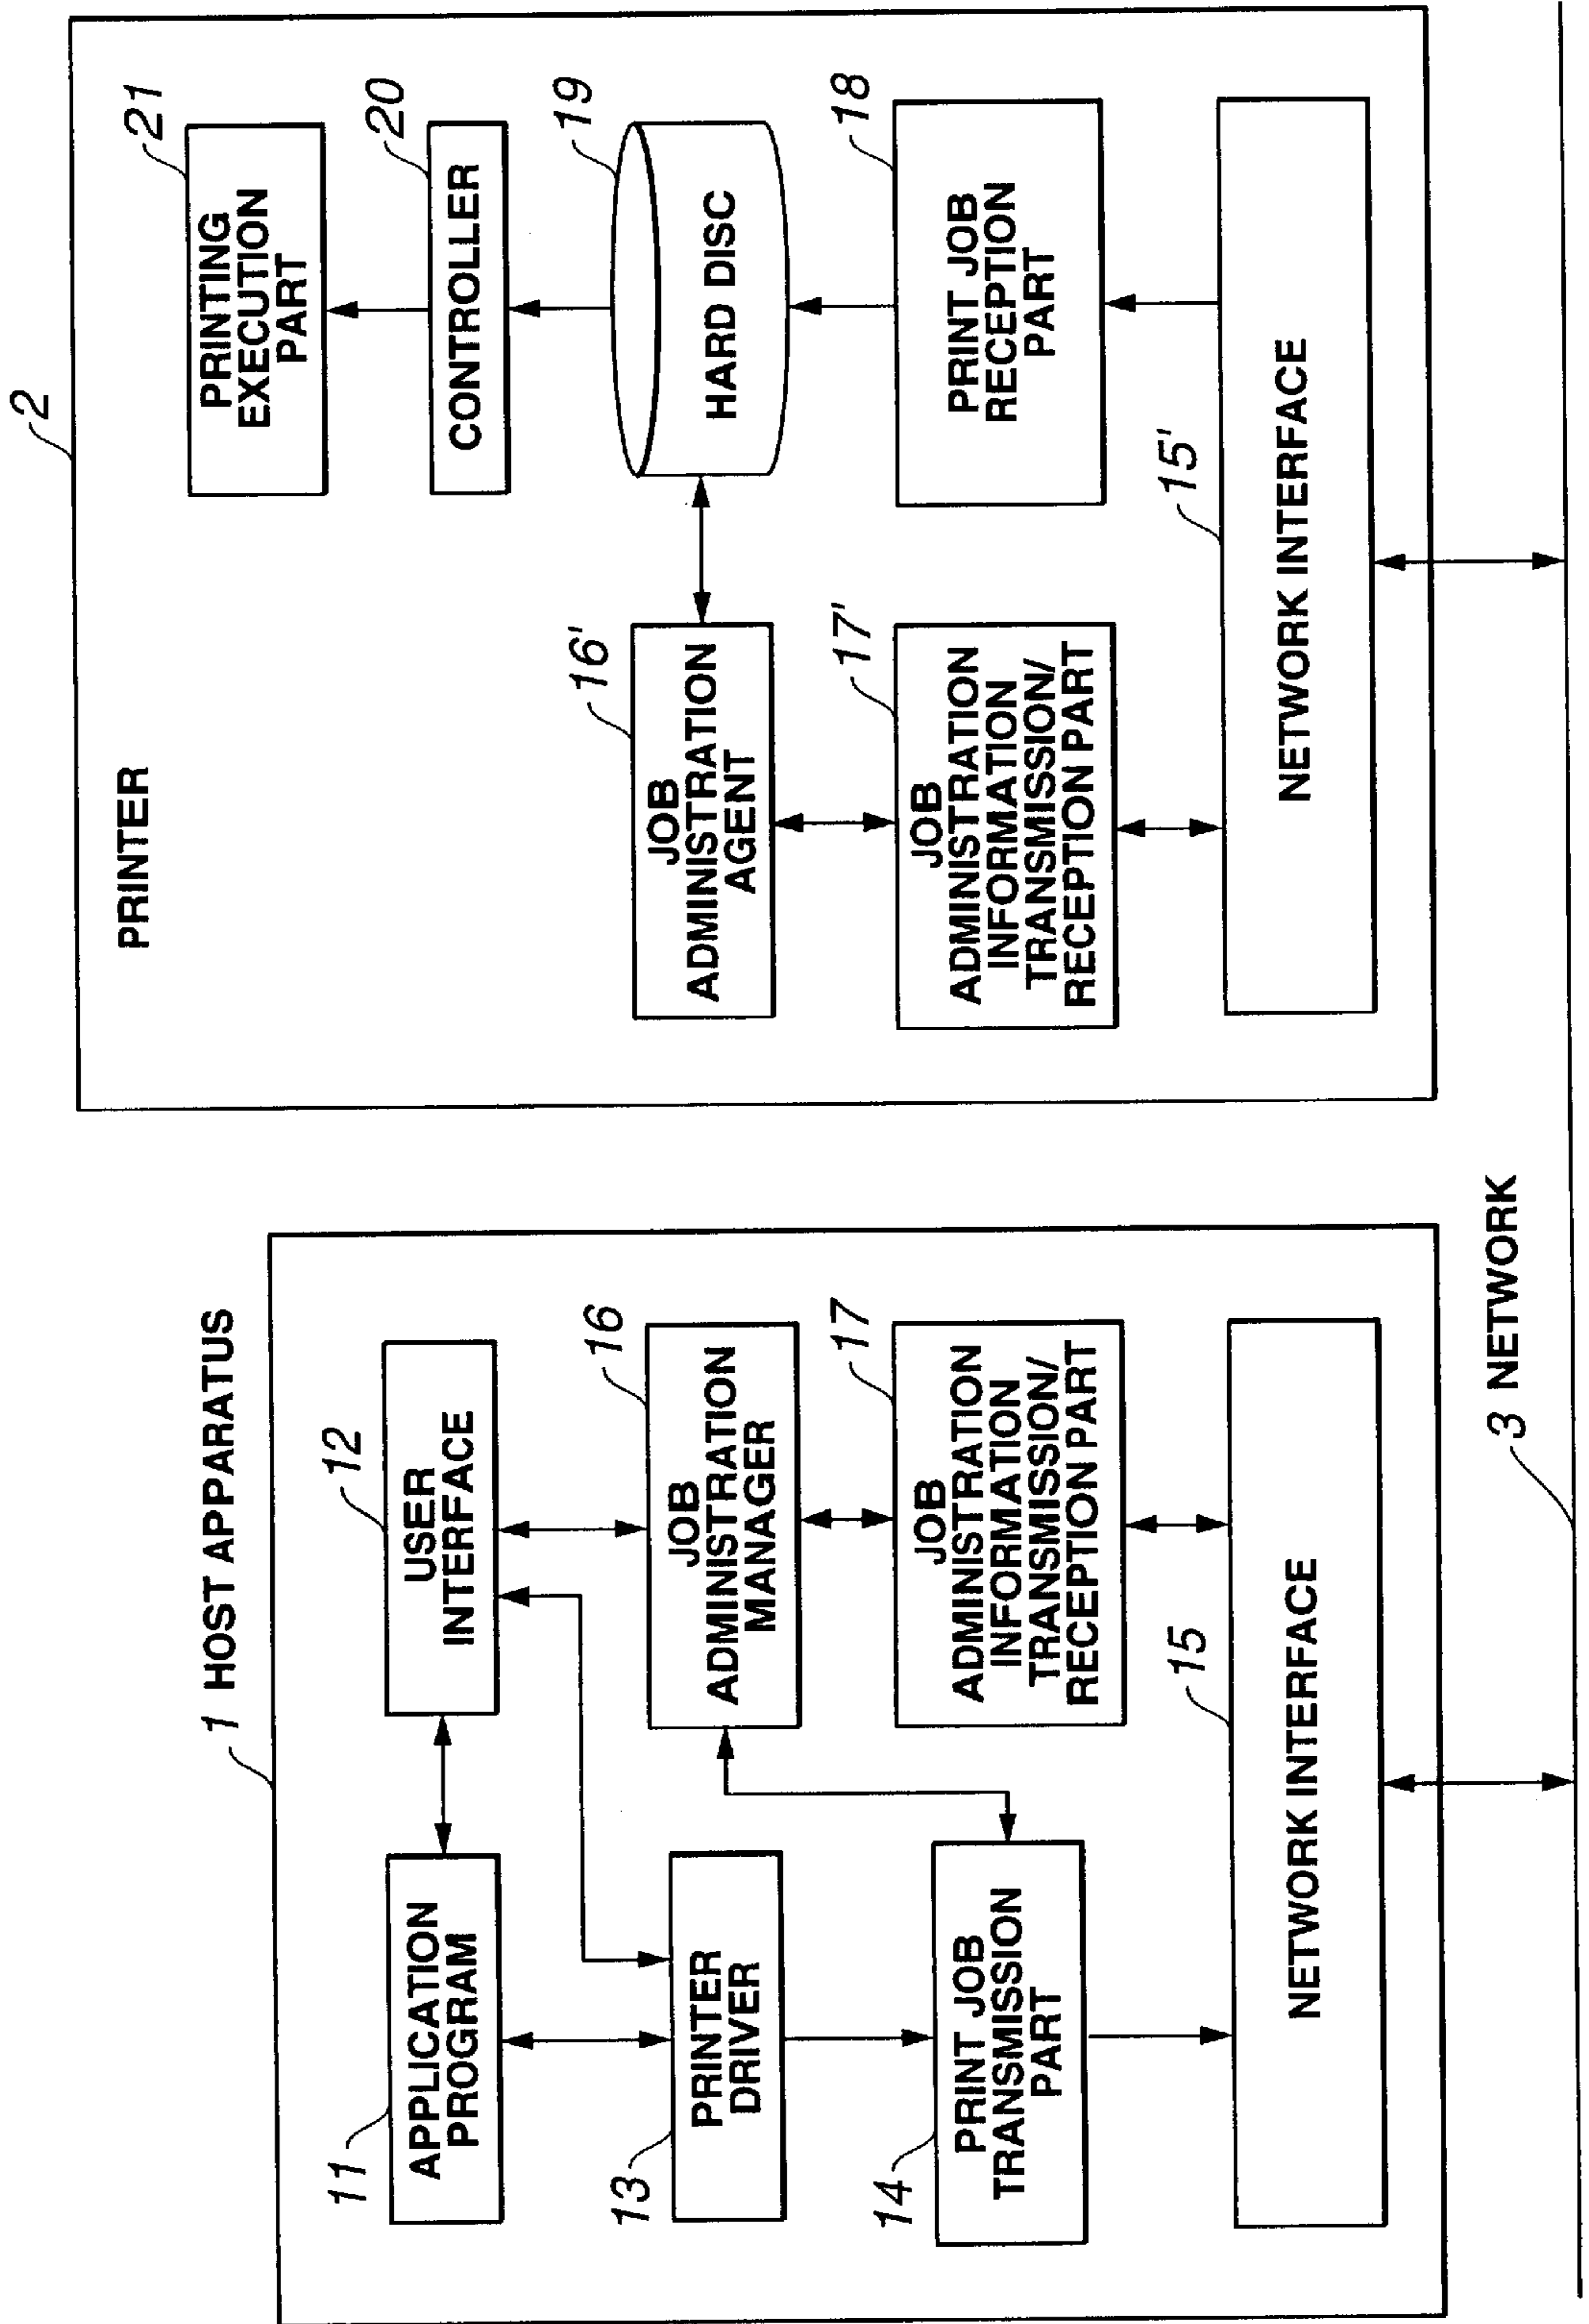 1 HOST APPARATUS
11
APPLICATION
PROGRAM
12
USER
INTERFACE
13
PRINTER
DRIVER
16
JOB
ADMINISTRATION
MANAGER
14
PRINT JOB
TRANSMISSION
PART
17
JOB
ADMINISTRATION
INFORMATION
TRANSMISSION/
RECEPTION PART
15
NETWORK INTERFACE
3 NETWORK
2
PRINTER
21
PRINTING
EXECUTION
PART
20
CONTROLLER
16'
JOB
ADMINISTRATION
AGENT
19
HARD DISC
17'
JOB
ADMINISTRATION
INFORMATION
TRANSMISSION/
RECEPTION PART
18
PRINT JOB
RECEPTION
PART
15'
NETWORK INTERFACE